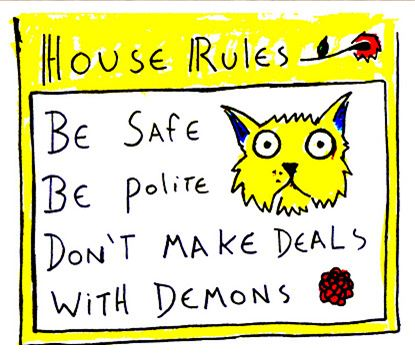 House Rules
Be Safe
Be polite
Don't make Deals
with Demons